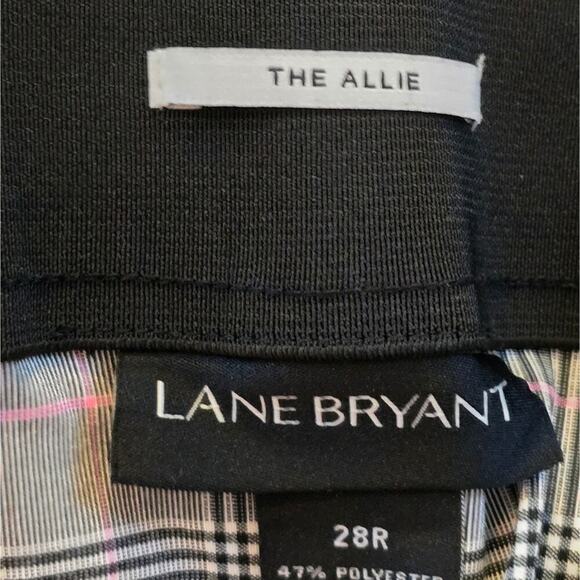 THE ALLIE
LANE BRYANT
28R
47% POLYESTER